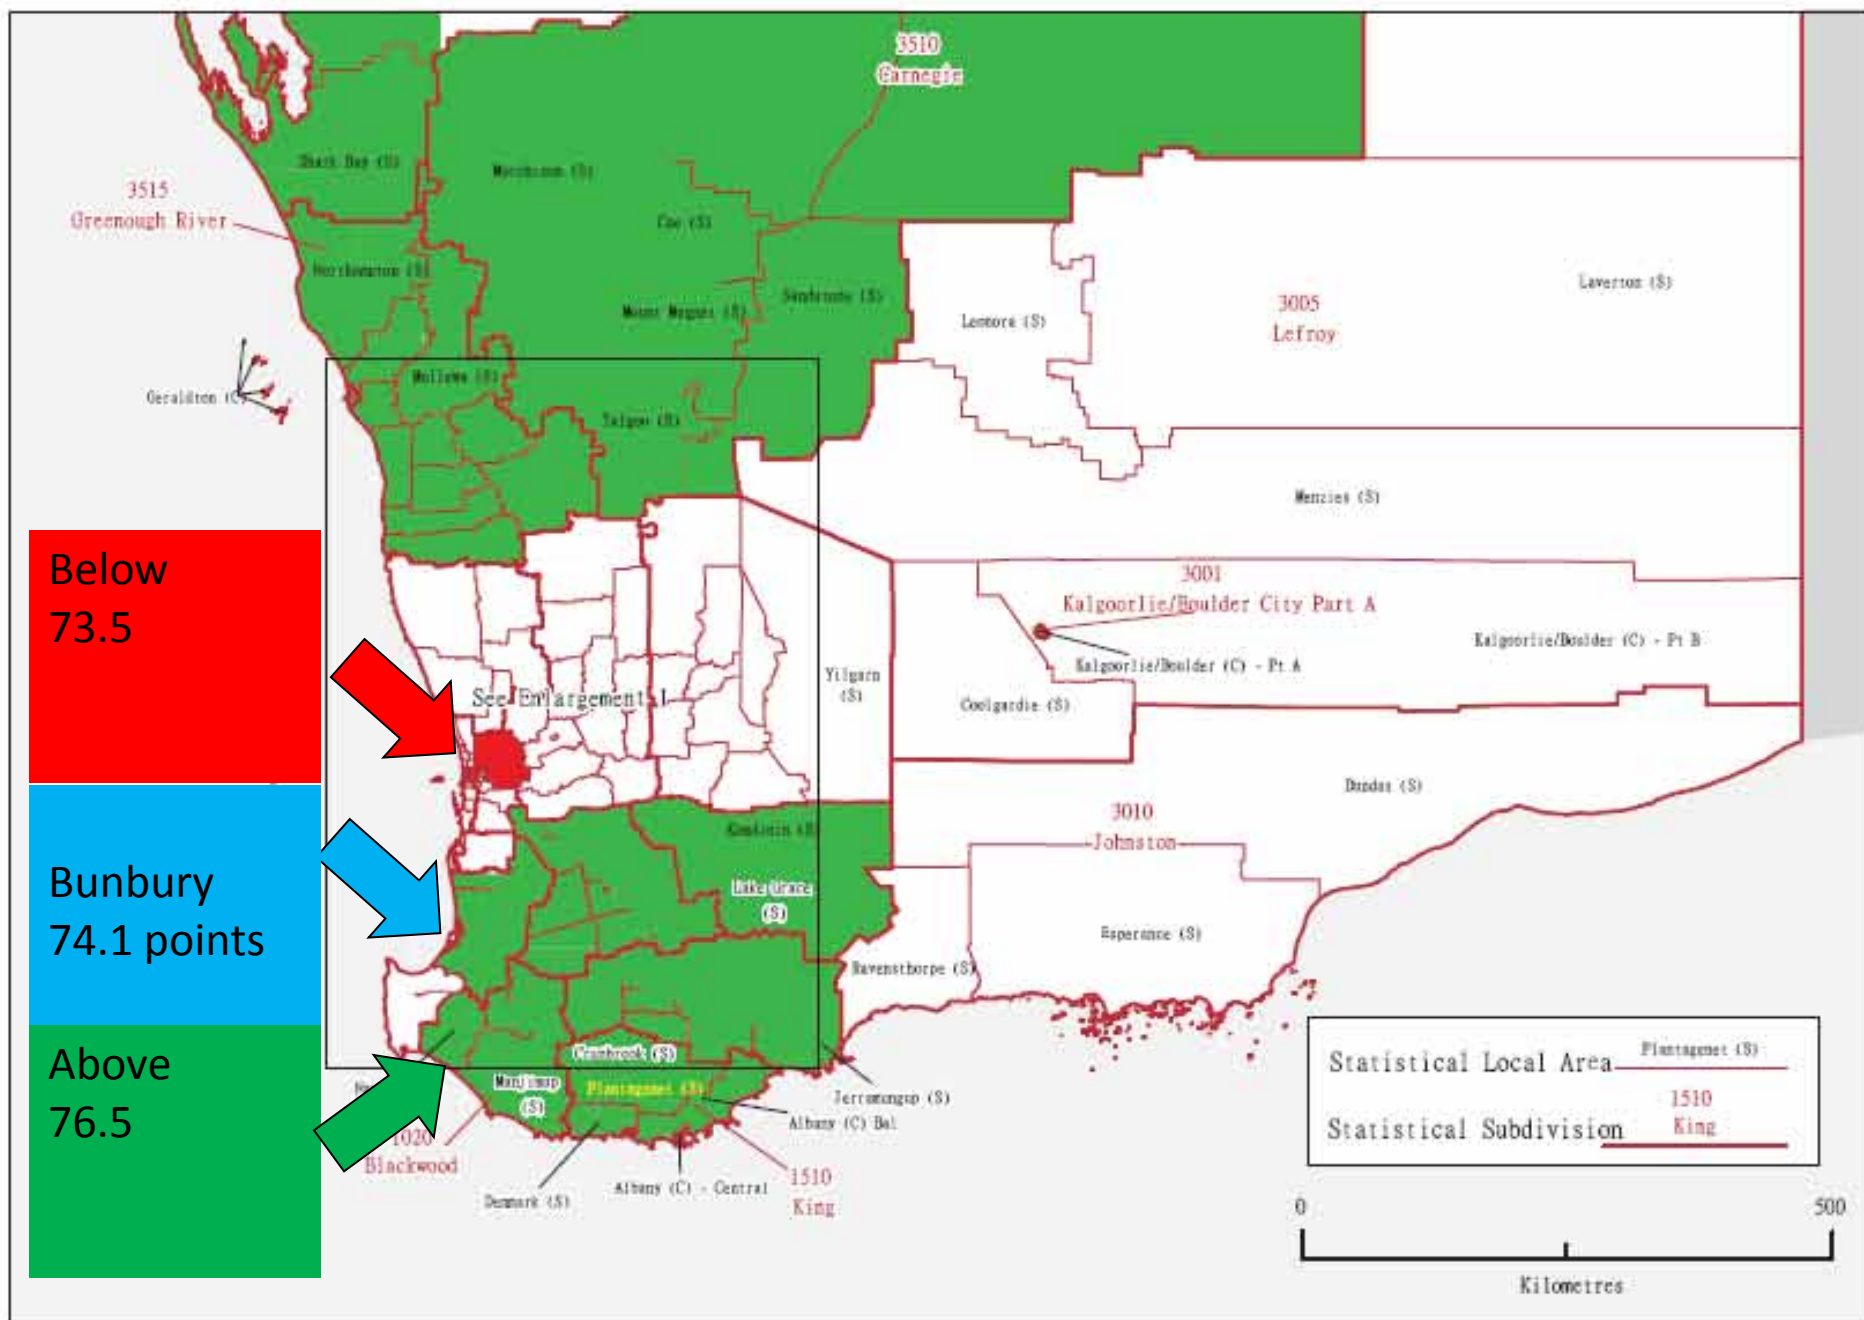 3510
Carnegie
Shark Bay (S)
Murchison (S)
3515
Greenough River
Cue (S)
Northampton (S)
Sandstone (S)
Laverton (S)
Mount Magnet (S)
Leonora (S)
3005
Lefroy
Mullewa (S)
Geraldton (C)
Yalgoo (S)
Menzies (S)
Below
73.5
3001
Kalgoorlie/Boulder City Part A
Kalgoorlie/Boulder (C) - Pt B
Kalgoorlie/Boulder (C) - Pt A
See Enlargement 1
Yilgarn
(S)
Coolgardie (S)
Dundas (S)
Bunbury
74.1 points
3010
Johnston
Kondinin (S)
Lake Grace
(S)
Esperance (S)
Ravensthorpe (S)
Above
76.5
Cranbrook (S)
Manjimup
(S)
Plantagenet (S)
Jerramungup (S)
Albany (C) Bal
1020
Blackwood
Denmark (S)
Albany (C) - Central
1510
King
Statistical Local Area
Plantagenet (S)
Statistical Subdivision
1510
King
0
500
Kilometres